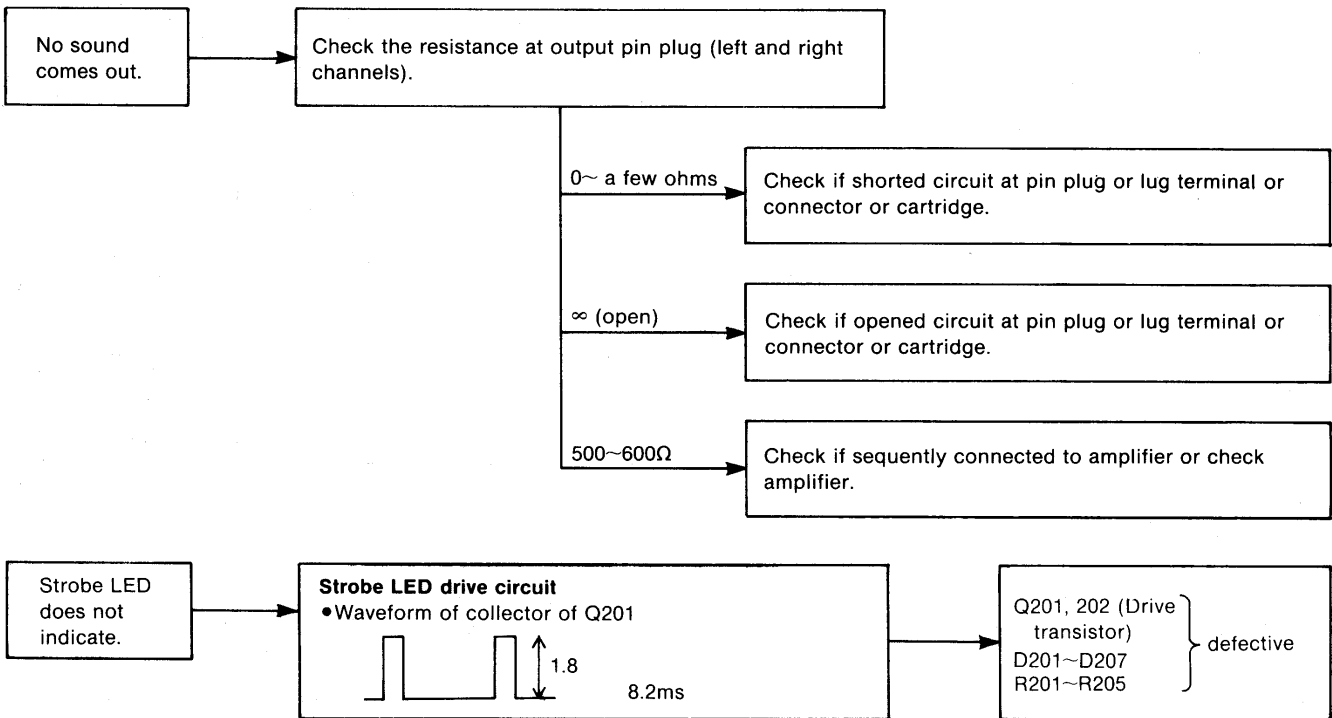 No sound
comes out.
Check the resistance at output pin plug (left and right
channels).
0~ a few ohms
Check if shorted circuit at pin plug or lug terminal or
connector or cartridge.
∞ (open)
Check if opened circuit at pin plug or lug terminal or
connector or cartridge.
500~600Ω
Check if sequently connected to amplifier or check
amplifier.
Strobe LED
does not
indicate.
Strobe LED drive circuit
●Waveform of collector of Q201
1.8
8.2ms
Q201, 202 (Drive
transistor)
D201~D207
R201~R205
defective